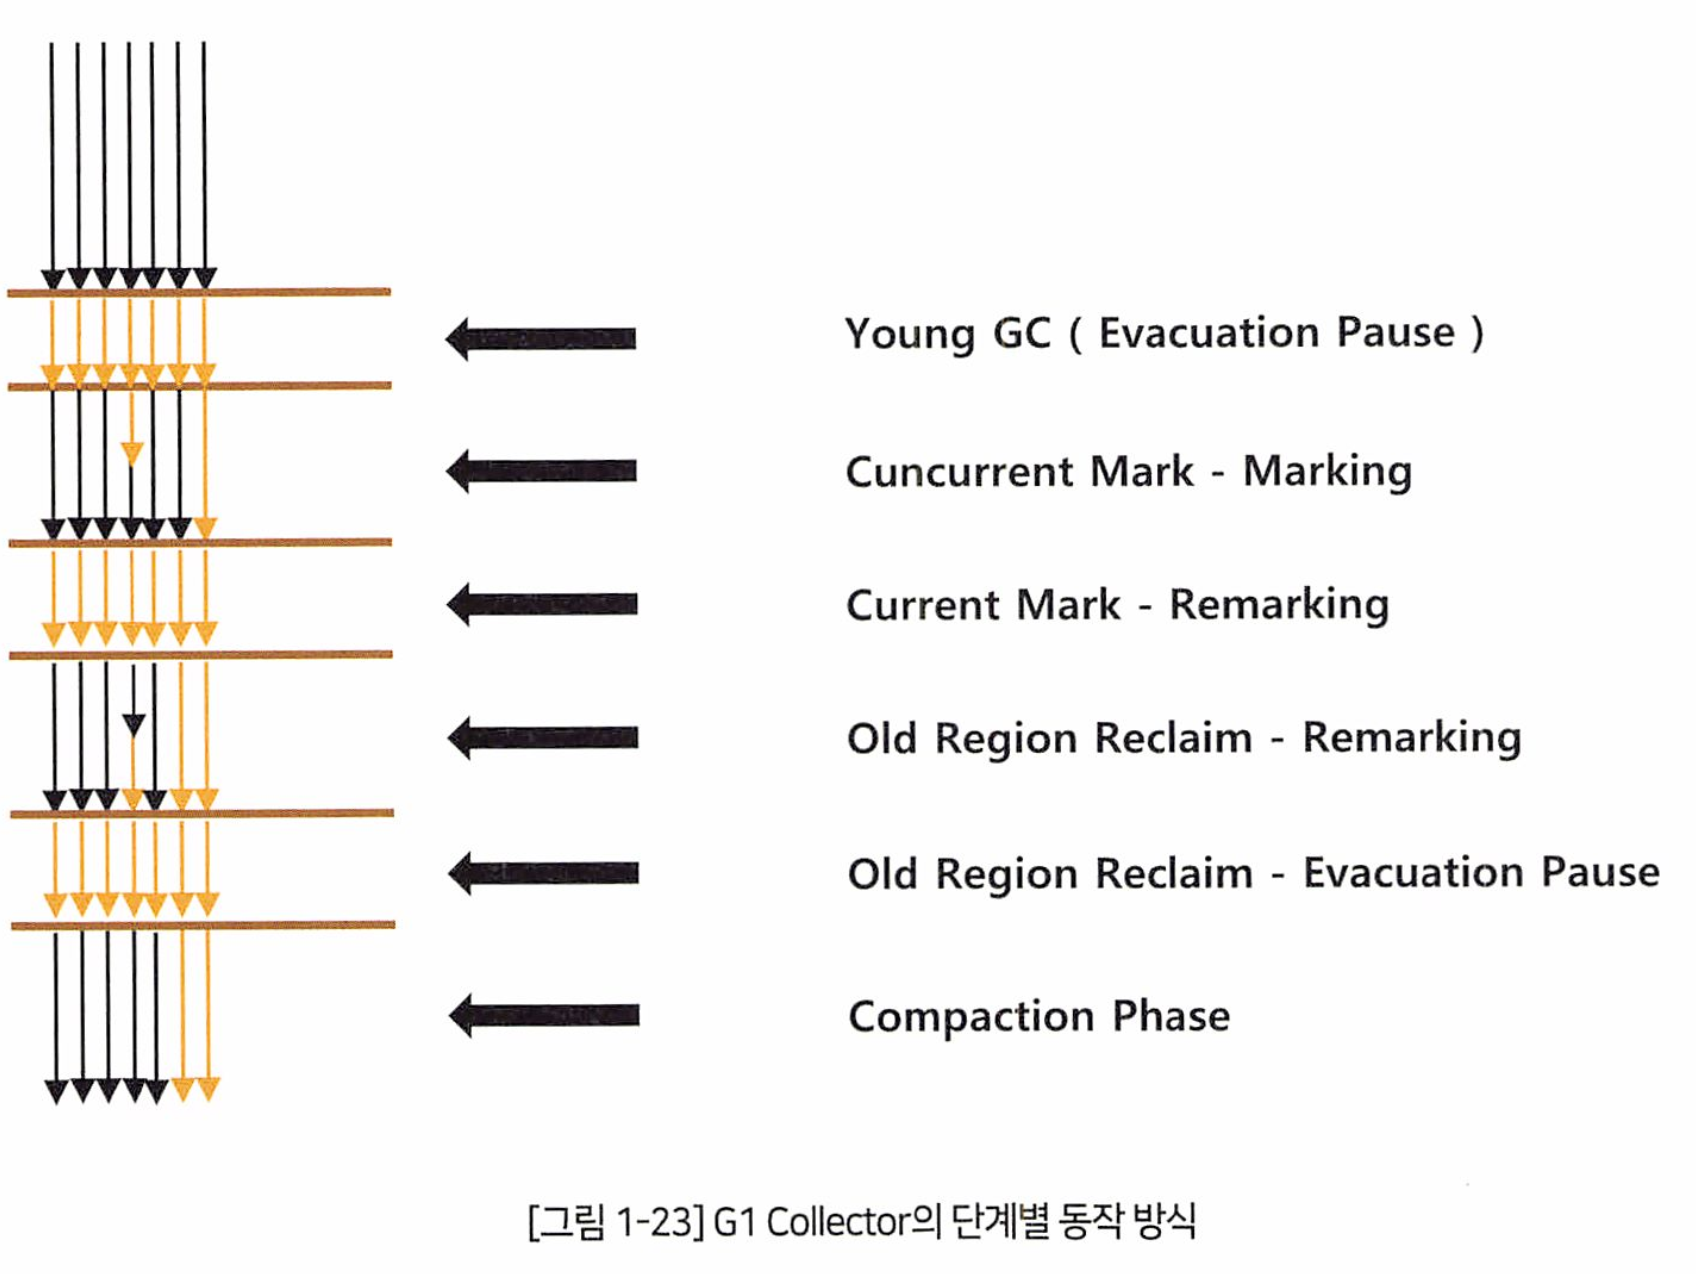 Young GC ( Evacuation Pause )
Cuncurrent Mark - Marking
Current Mark - Remarking
Old Region Reclaim - Remarking
Old Region Reclaim - Evacuation Pause
Compaction Phase
[그림 1-23] G1 Collector의 단계별 동작 방식